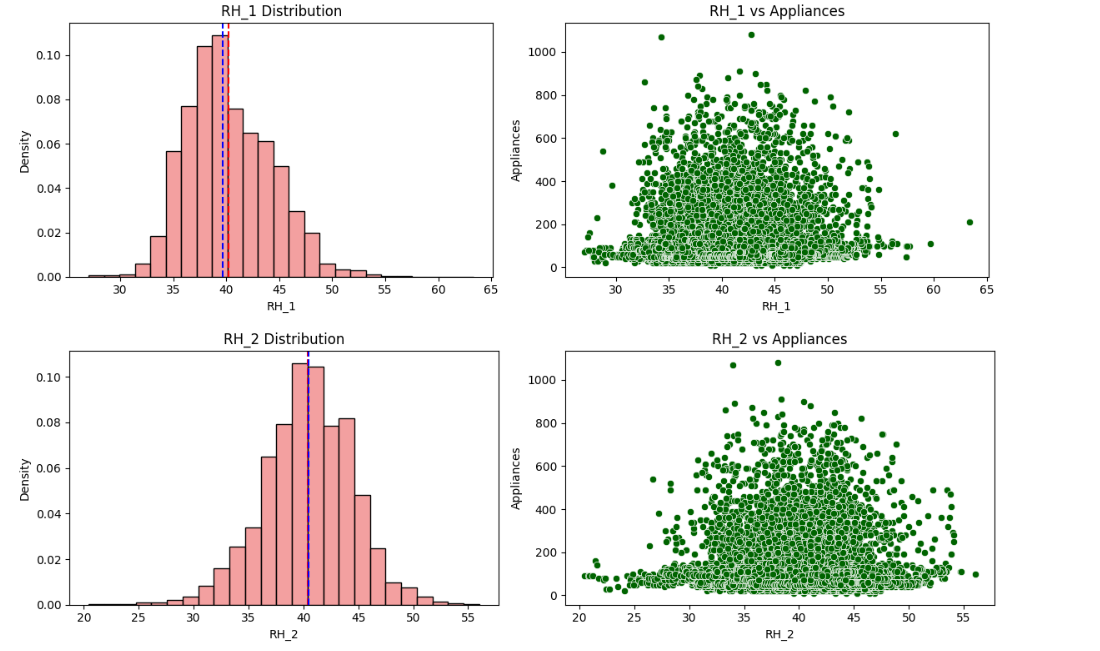 RH_1 Distribution
Density
0.10
0.08
0.06
0.04
0.02
0.00
30 35 40 45 50 55 60 65
RH_1
RH_1 vs Appliances
Appliances
1000
800
600
400
200
0
30 35 40 45 50 55 60 65
RH_1
RH_2 Distribution
Density
0.10
0.08
0.06
0.04
0.02
0.00
20 25 30 35 40 45 50 55
RH_2
RH_2 vs Appliances
Appliances
1000
800
600
400
200
0
20 25 30 35 40 45 50 55
RH_2